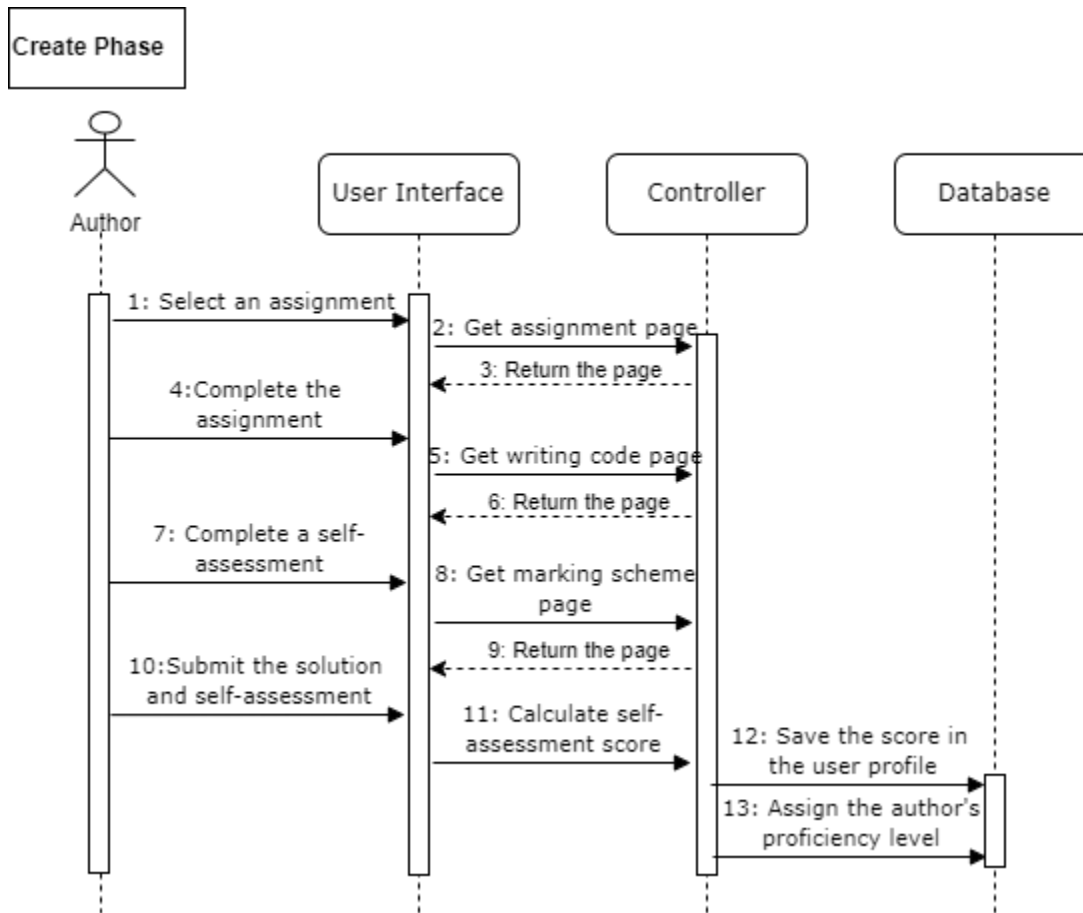 Create Phase
Author
User Interface
Controller
Database
1: Select an assignment
2: Get assignment page
3: Return the page
4:Complete the
assignment
5: Get writing code page
6: Return the page
7: Complete a self-
assessment
8: Get marking scheme
page
9: Return the page
10:Submit the solution
and self-assessment
11: Calculate self-
assessment score
12: Save the score in
the user profile
13: Assign the author's
proficiency level